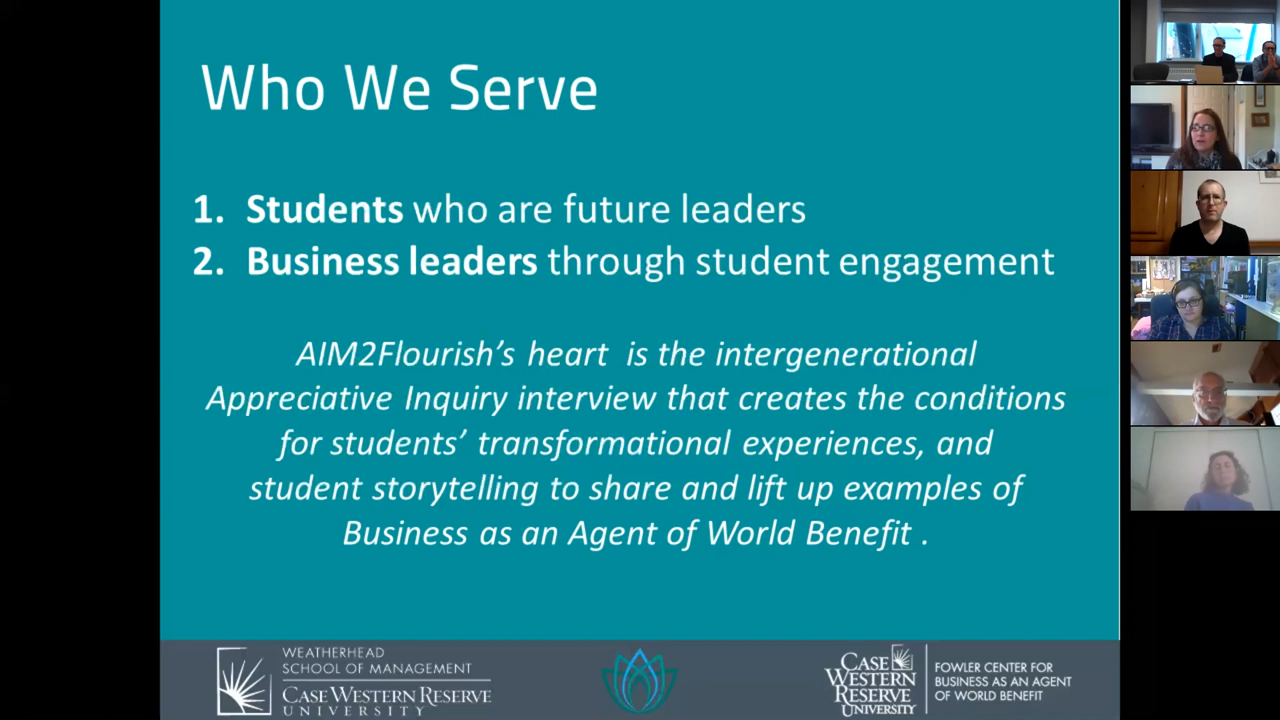 Who We Serve
1. Students who are future leaders
2. Business leaders through student engagement
AIM2Flourish's heart is the intergenerational
Appreciative Inquiry interview that creates the conditions
for students' transformational experiences, and
student storytelling to share and lift up examples of
Business as an Agent of World Benefit .
WEATHERHEAD
SCHOOL OF MANAGEMENT
CASE WESTERN RESERVE
UNIVERSITY
CASE
WESTERN
RESERVE
UNIVERSITY
FOWLER CENTER FOR
BUSINESS AS AN AGENT
OF WORLD BENEFIT